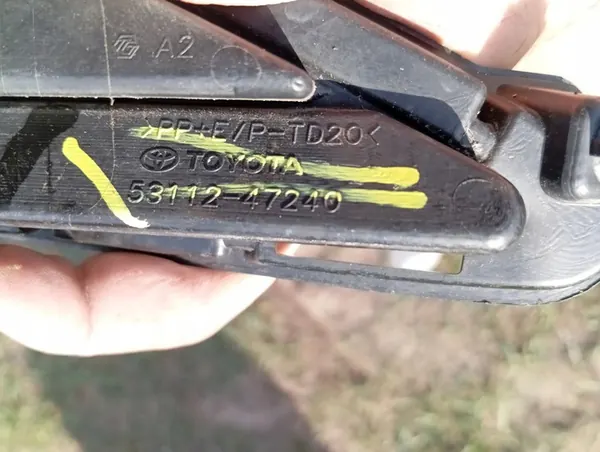 A2
>PP+E/P-TD20<
TOYOTA
53112-47240